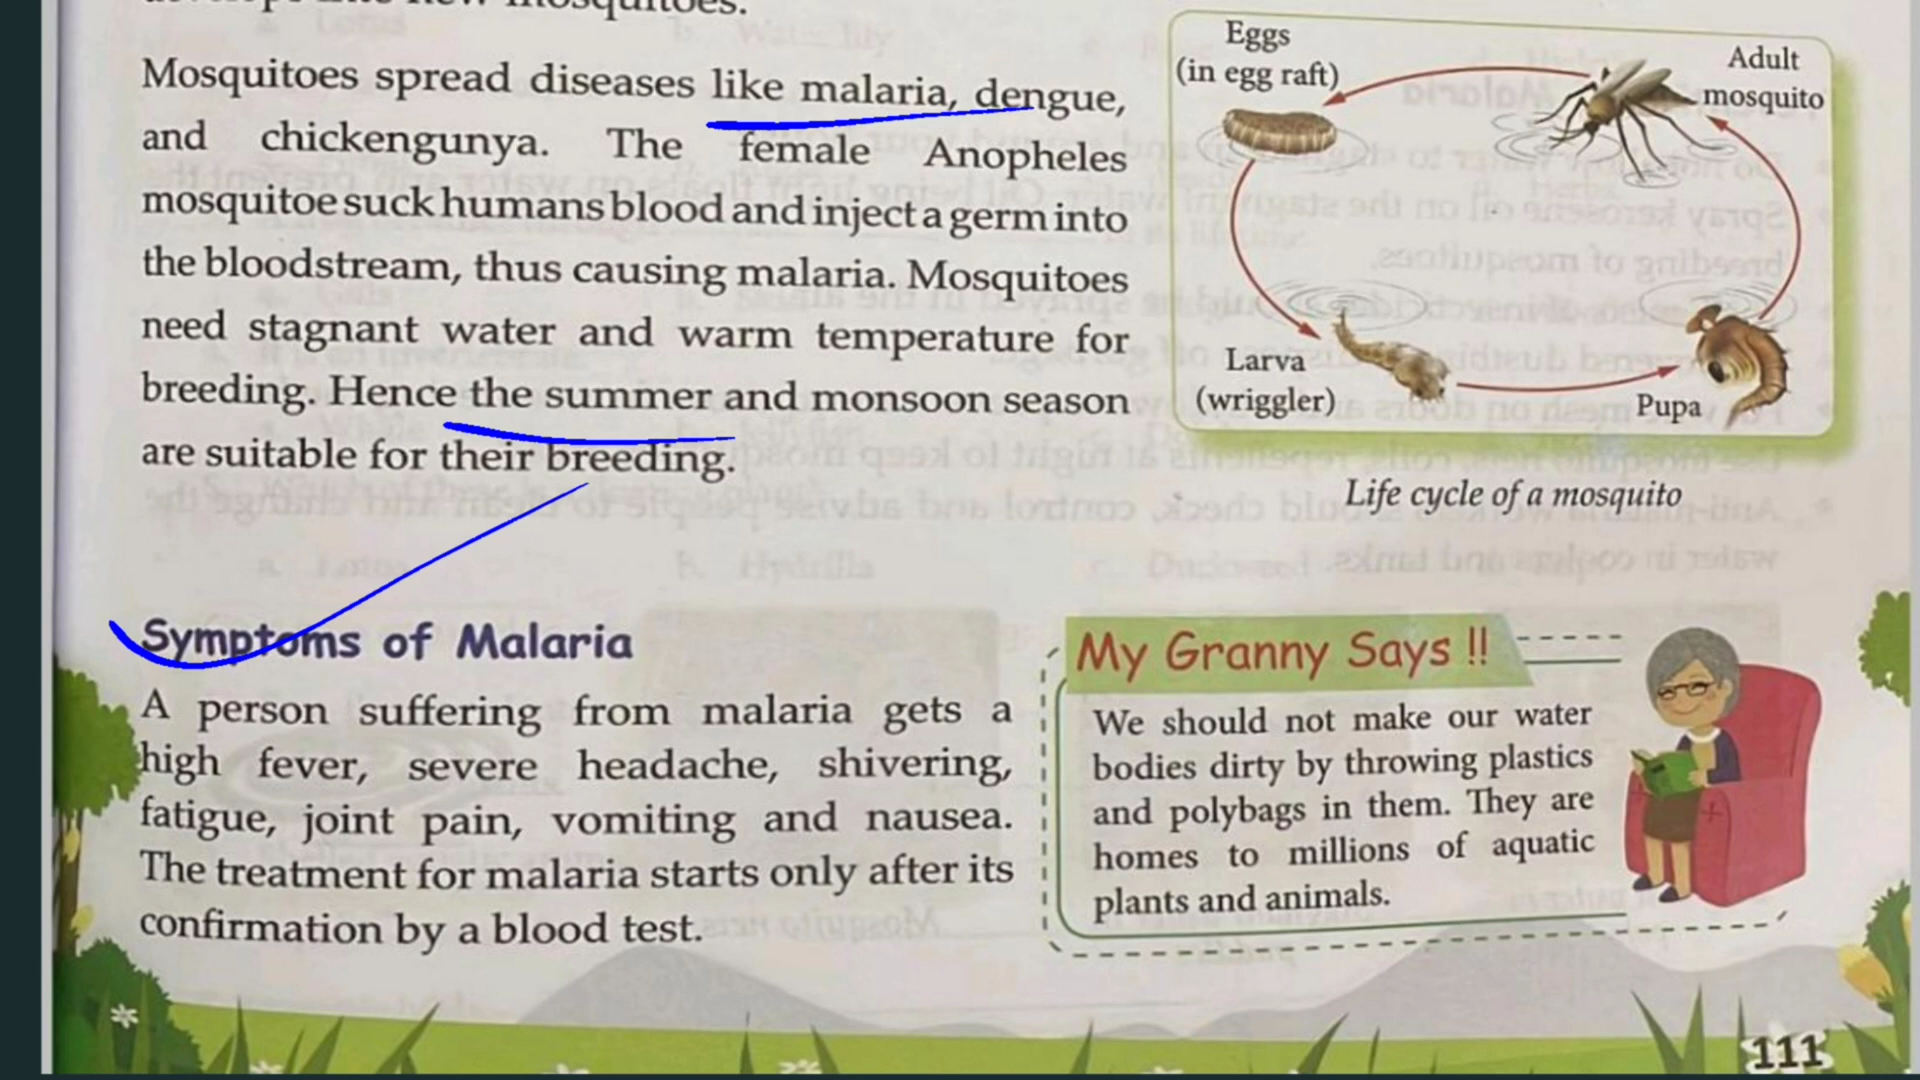 mosquitoes.
Mosquitoes spread diseases like malaria, dengue,
and chickengunya. The female Anopheles
mosquitoe suck humans blood and inject a germ into
the bloodstream, thus causing malaria. Mosquitoes
need stagnant water and warm temperature for
breeding. Hence the summer and monsoon season
are suitable for their breeding.
Eggs
(in egg raft)
Adult
mosquito
Larva
(wriggler)
Pupa
Life cycle of a mosquito
Symptoms of Malaria
A person suffering from malaria gets a
high fever, severe headache, shivering,
fatigue, joint pain, vomiting and nausea.
The treatment for malaria starts only after its
confirmation by a blood test.
My Granny Says !!
We should not make our water
bodies dirty by throwing plastics
and polybags in them. They are
homes to millions of aquatic
plants and animals.
111